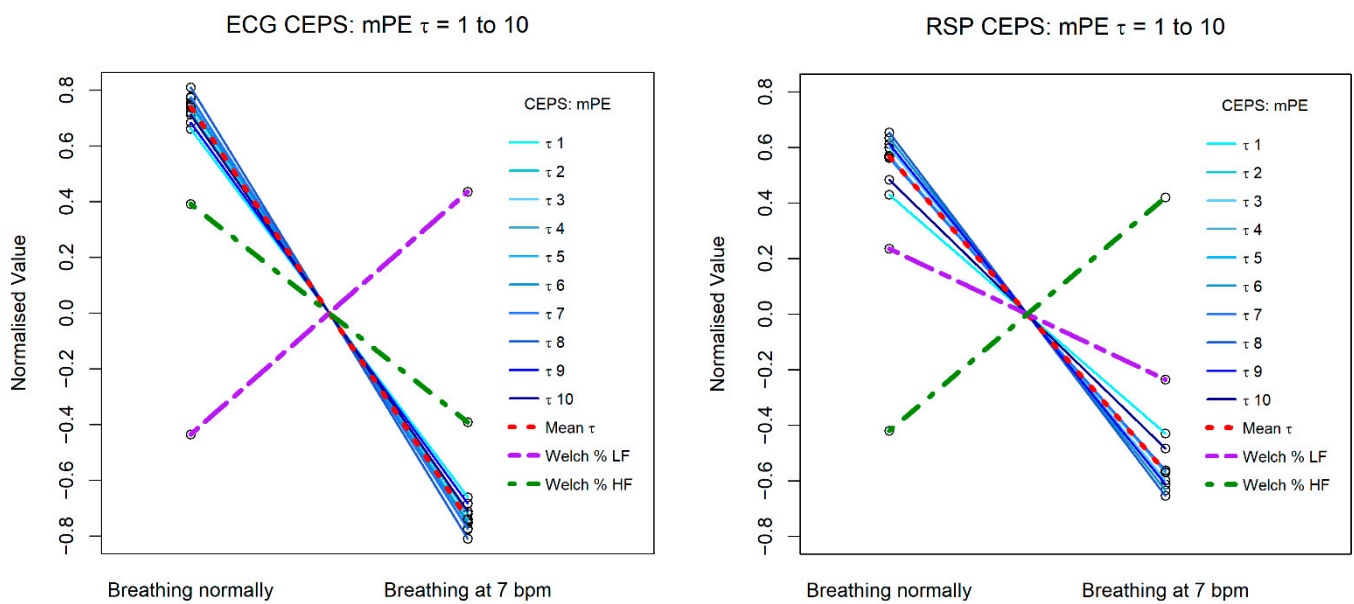 ECG CEPS: mPE τ = 1 to 10
Normalised Value
0.8
0.6
0.4
0.2
0.0
−0.2
−0.4
−0.6
−0.8
CEPS: mPE
τ 1
τ 2
τ 3
τ 4
τ 5
τ 6
τ 7
τ 8
τ 9
τ 10
Mean τ
Welch % LF
Welch % HF
Breathing normally
Breathing at 7 bpm
RSP CEPS: mPE τ = 1 to 10
Normalised Value
0.8
0.6
0.4
0.2
0.0
−0.2
−0.4
−0.6
−0.8
CEPS: mPE
τ 1
τ 2
τ 3
τ 4
τ 5
τ 6
τ 7
τ 8
τ 9
τ 10
Mean τ
Welch % LF
Welch % HF
Breathing normally
Breathing at 7 bpm